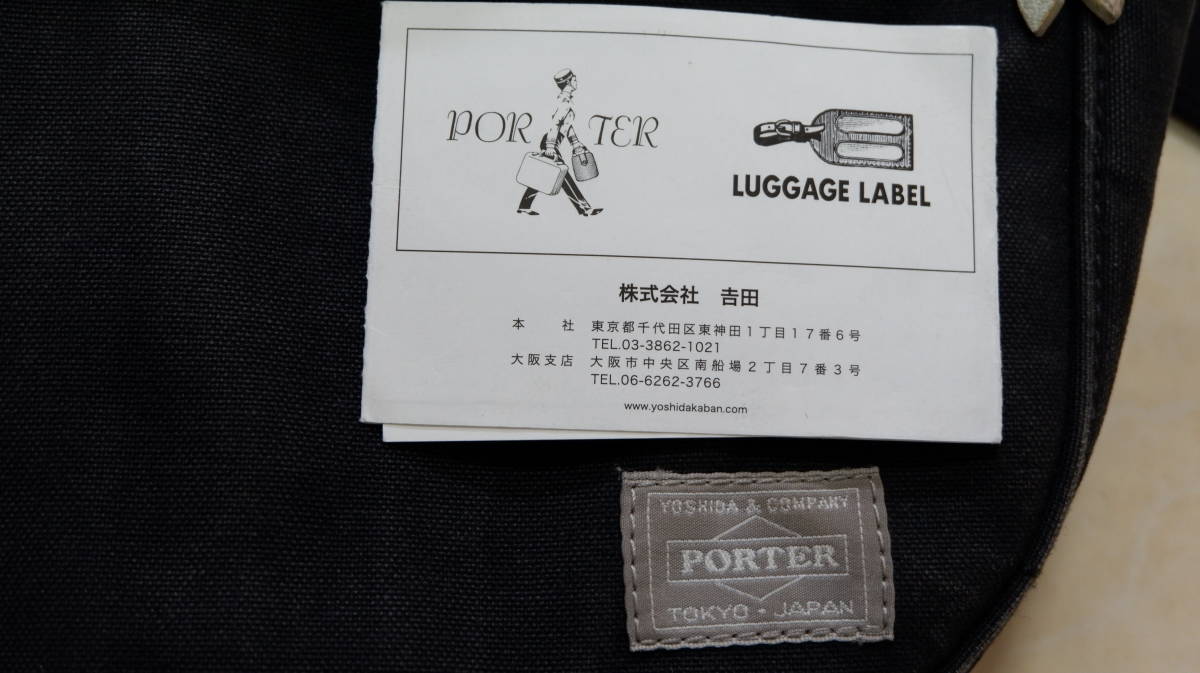 PORTER
LUGGAGE LABEL
株式会社 𠮷田
本 社 東京都千代田区東神田1丁目17番6号
TEL.03-3862-1021
大阪支店 大阪市中央区南船場2丁目7番3号
TEL.06-6262-3766
www.yoshidakaban.com
YOSHIDA & COMPANY
PORTER
TOKYO・JAPAN